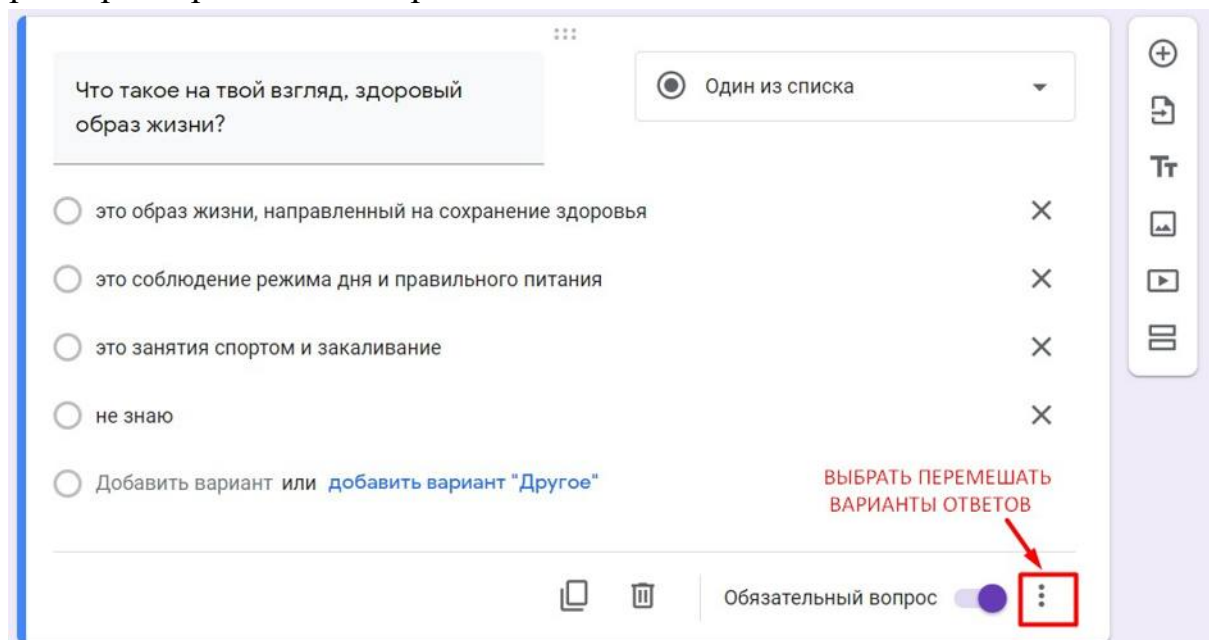 Что такое на твой взгляд, здоровый
образ жизни?
Один из списка
Тт
это образ жизни, направленный на сохранение здоровья
это соблюдение режима дня и правильного питания
это занятия спортом и закаливание
не знаю
Добавить вариант или добавить вариант "Другое"
ВЫБРАТЬ ПЕРЕМЕШАТЬ
ВАРИАНТЫ ОТВЕТОВ
Обязательный вопрос